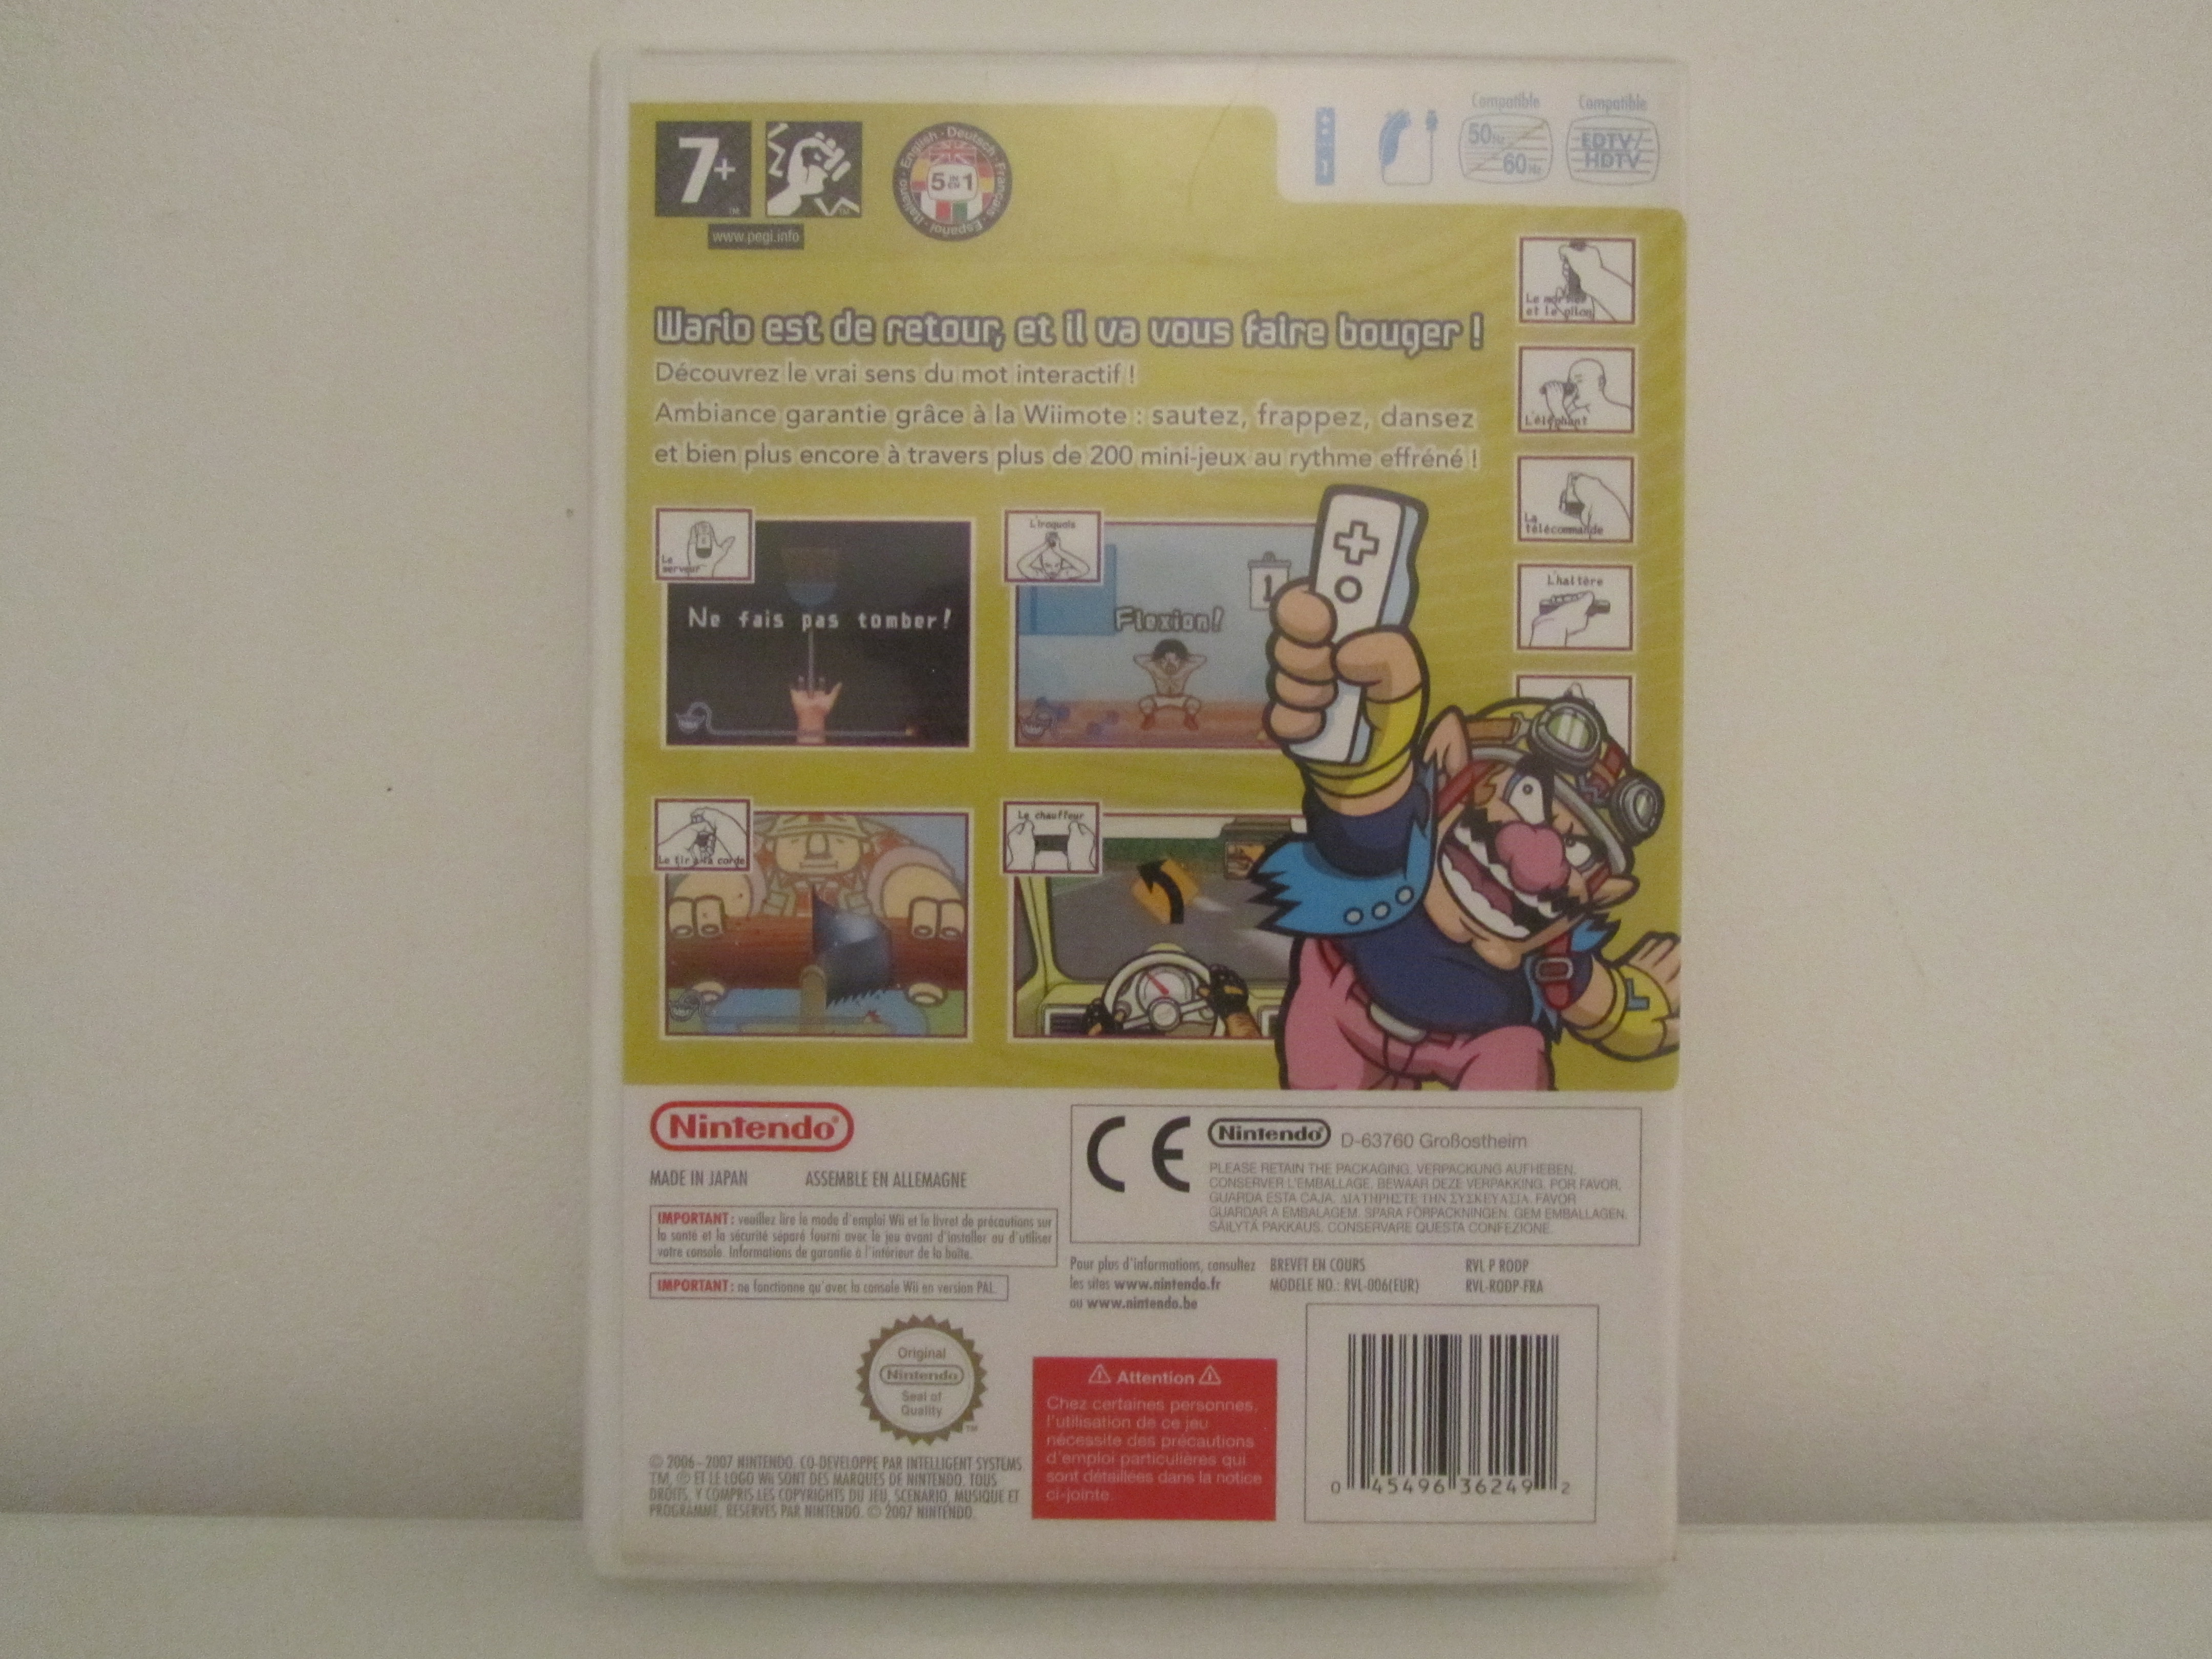 7+
TM
www.pegi.info
English · Deutsch · Français · Español · Italiano
5 IN 1
Compatible
50Hz
60Hz
Compatible
EDTV/
HDTV
Wario est de retour, et il va vous faire bouger !
Découvrez le vrai sens du mot interactif !
Ambiance garantie grâce à la Wiimote : sautez, frappez, dansez
et bien plus encore à travers plus de 200 mini-jeux au rythme effréné !
Le
et le pilon
L'éléphant
La
télécommande
L'haltère
Le
serveur
Ne fais pas tomber!
L'iroquois
Flexion!
1
Le tir à la corde
Le chauffeur
Nintendo®
MADE IN JAPAN
ASSEMBLE EN ALLEMAGNE
IMPORTANT : veuillez lire le mode d'emploi Wii et le livret de précautions sur
la santé et la sécurité séparé fourni avec le jeu avant d'installer ou d'utiliser
votre console. Informations de garantie à l'intérieur de la boîte.
IMPORTANT : ne fonctionne qu'avec la console Wii en version PAL.
CE
Nintendo® D-63760 Großostheim
PLEASE RETAIN THE PACKAGING. VERPACKUNG AUFHEBEN.
CONSERVER L'EMBALLAGE. BEWAAR DEZE VERPAKKING. POR FAVOR,
GUARDA ESTA CAJA. ΔΙΑΤΗΡΗΣΤΕ ΤΗΝ ΣΥΣΚΕΥΑΣΙΑ. FAVOR
GUARDAR A EMBALAGEM. SPARA FÖRPACKNINGEN. GEM EMBALLAGEN.
SÄILYTÄ PAKKAUS. CONSERVARE QUESTA CONFEZIONE.
Pour plus d'informations, consultez
les sites www.nintendo.fr
ou www.nintendo.be
BREVET EN COURS
MODELE NO.: RVL-006(EUR)
RVL P RODP
RVL-RODP-FRA
Original
Nintendo
Seal of
Quality
TM
© 2006–2007 NINTENDO. CO-DEVELOPPE PAR INTELLIGENT SYSTEMS
TM, ® ET LE LOGO Wii SONT DES MARQUES DE NINTENDO. TOUS
DROITS, Y COMPRIS LES COPYRIGHTS DU JEU, SCENARIO, MUSIQUE ET
PROGRAMME, RESERVES PAR NINTENDO. © 2007 NINTENDO.
Attention
Chez certaines personnes,
l'utilisation de ce jeu
nécessite des précautions
d'emploi particulières qui
sont détaillées dans la notice
ci-jointe.
0 45496 36249 2